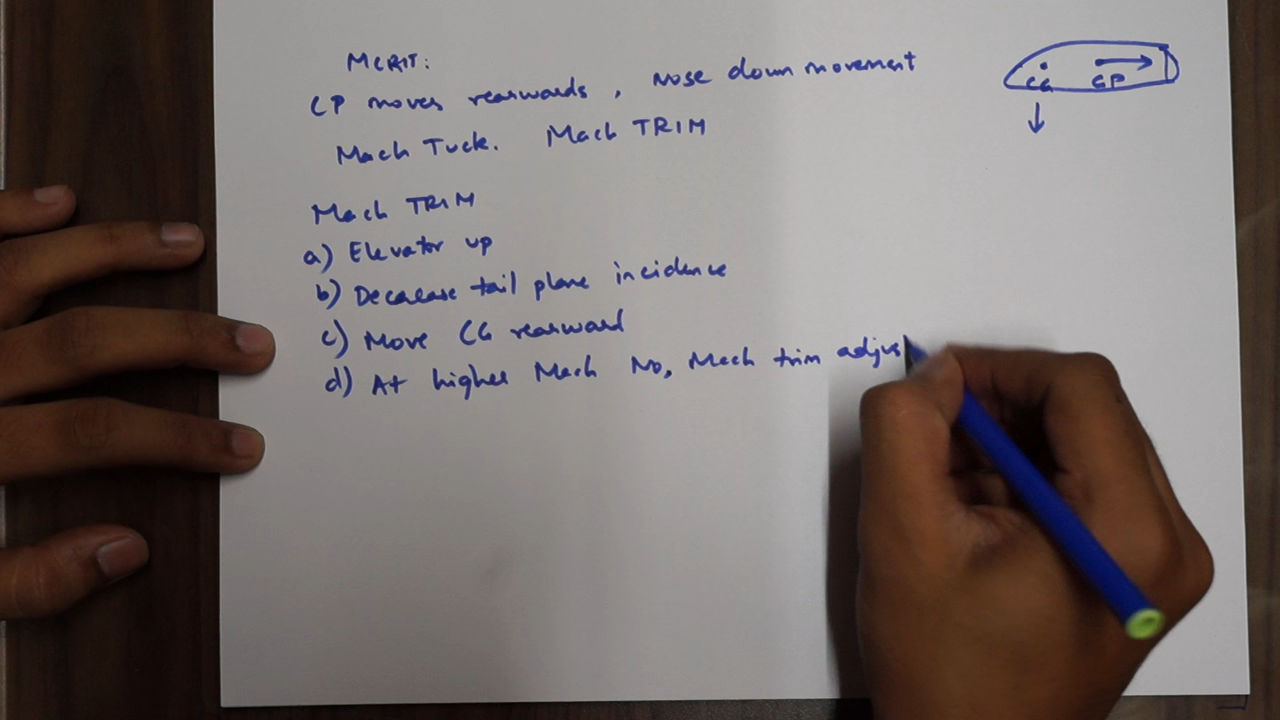 MCRIT:
CP moves rearwards, Nose down movement
Mach Tuck. Mach TRIM
Mach TRIM
a) Elevator up
b) Decrease tail plane incidence
c) Move CG rearward
d) At higher Mach No, Mach trim adjus
CG CP